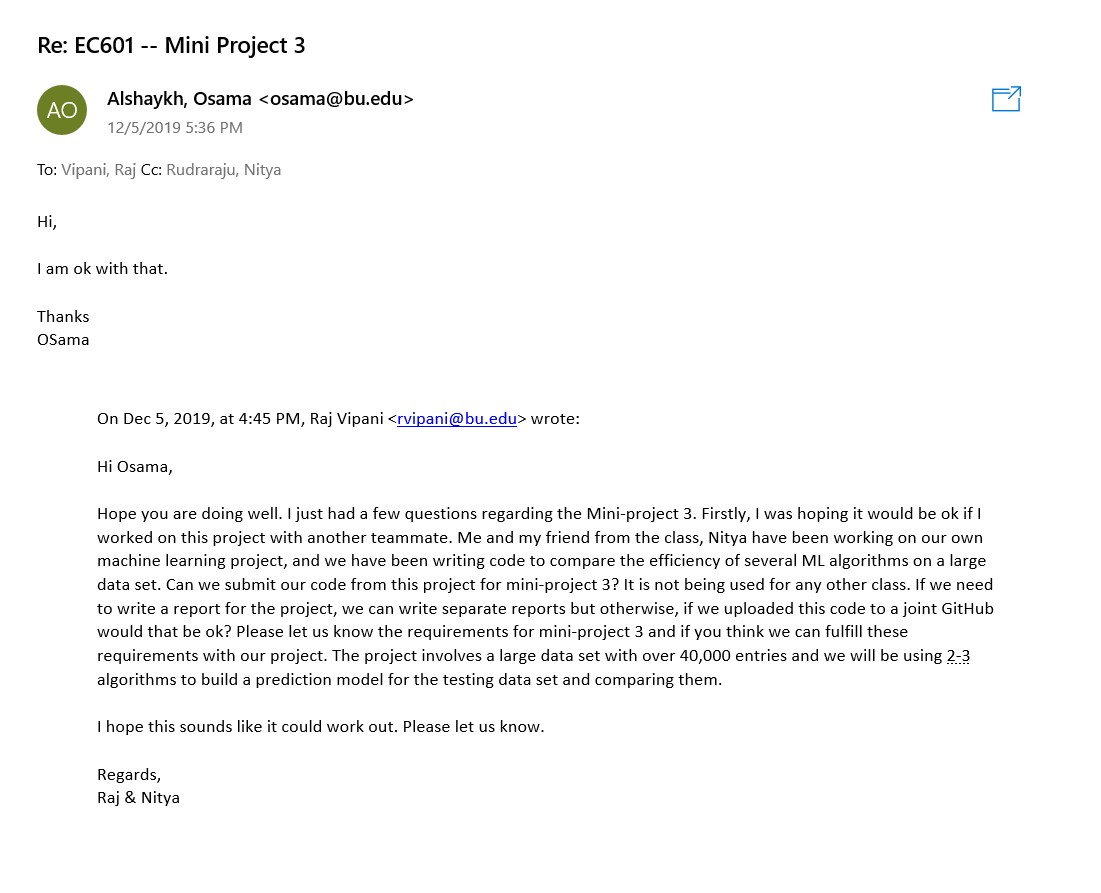 Re: EC601 -- Mini Project 3
AO
Alshaykh, Osama <osama@bu.edu>
12/5/2019 5:36 PM
To: Vipani, Raj Cc: Rudraraju, Nitya
Hi,
I am ok with that.
Thanks
OSama
On Dec 5, 2019, at 4:45 PM, Raj Vipani <rvipani@bu.edu> wrote:
Hi Osama,
Hope you are doing well. I just had a few questions regarding the Mini-project 3. Firstly, I was hoping it would be ok if I
worked on this project with another teammate. Me and my friend from the class, Nitya have been working on our own
machine learning project, and we have been writing code to compare the efficiency of several ML algorithms on a large
data set. Can we submit our code from this project for mini-project 3? It is not being used for any other class. If we need
to write a report for the project, we can write separate reports but otherwise, if we uploaded this code to a joint GitHub
would that be ok? Please let us know the requirements for mini-project 3 and if you think we can fulfill these
requirements with our project. The project involves a large data set with over 40,000 entries and we will be using 2-3
algorithms to build a prediction model for the testing data set and comparing them.
I hope this sounds like it could work out. Please let us know.
Regards,
Raj & Nitya